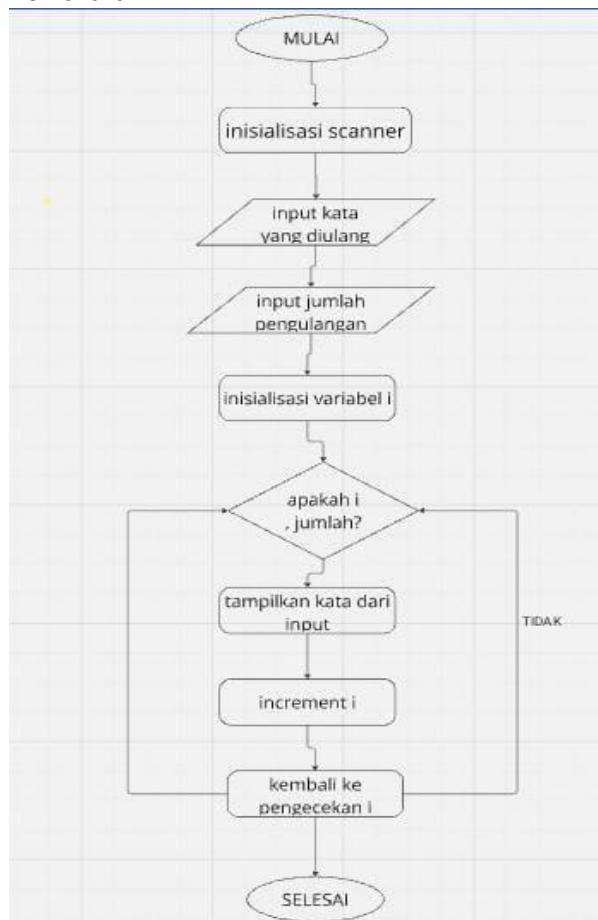 MULAI
inisialisasi scanner
input kata
yang diulang
input jumlah
pengulangan
inisialisasi variabel i
apakah i
, jumlah?
tampilkan kata dari
input
TIDAK
increment i
kembali ke
pengecekan i
SELESAI